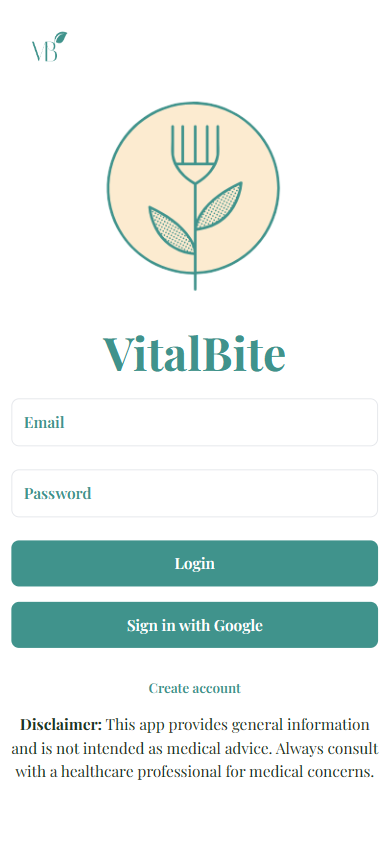 VB
VitalBite
Email
Password
Login
Sign in with Google
Create account
Disclaimer: This app provides general information
and is not intended as medical advice. Always consult
with a healthcare professional for medical concerns.